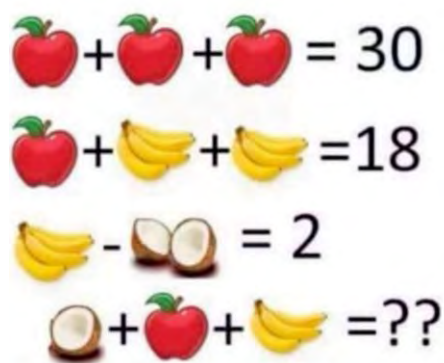 + + = 30
+ + =18
- = 2
+ + =??